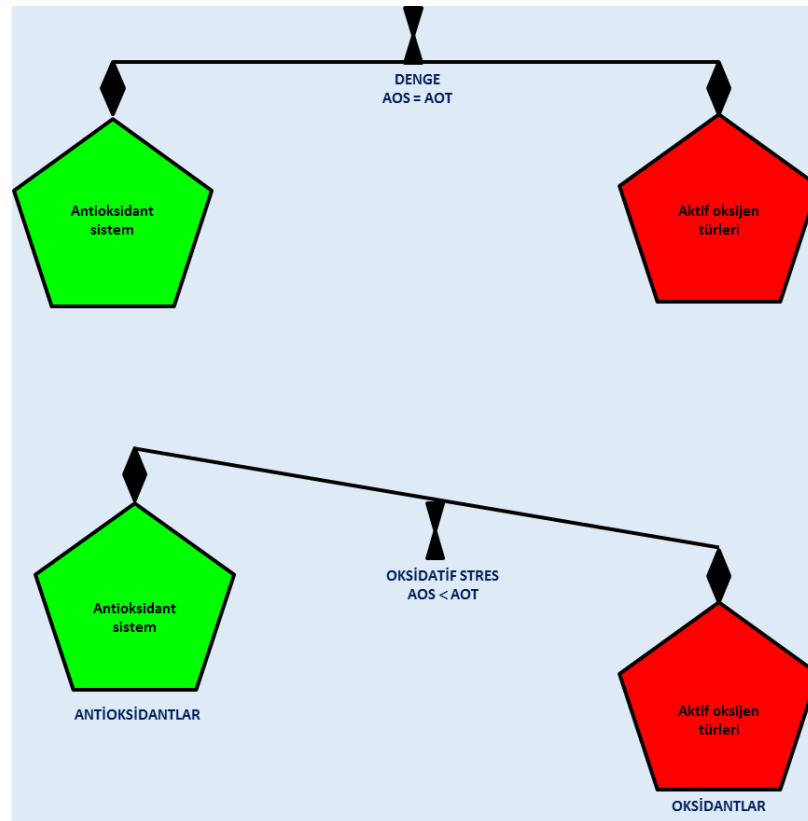 DENGE
AOS = AOT
Antioksidant
sistem
Aktif oksijen
türleri
OKSİDATİF STRES
AOS < AOT
Antioksidant
sistem
ANTİOKSİDANTLAR
Aktif oksijen
türleri
OKSİDANTLAR